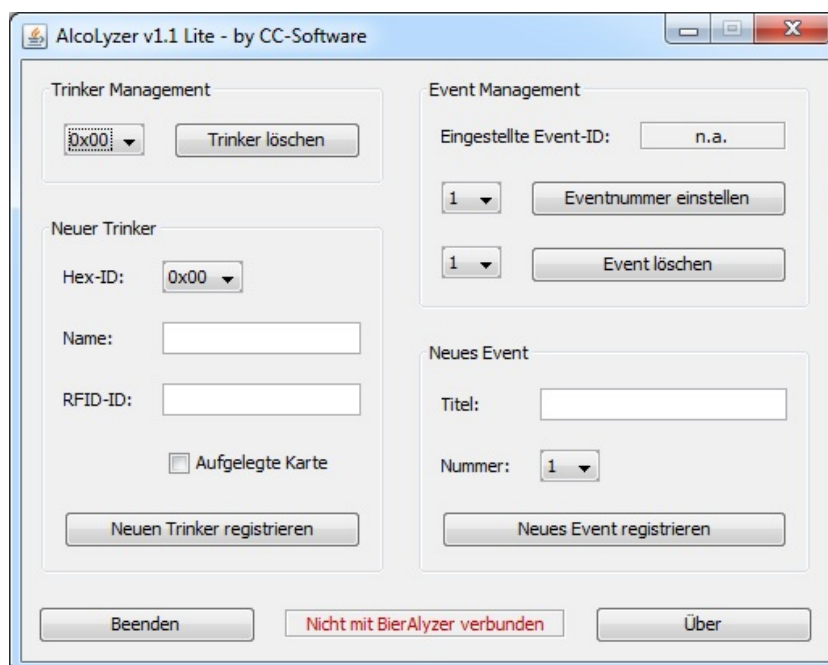 AlcoLyzer v1.1 Lite - by CC-Software
Trinker Management
0x00
Trinker löschen
Neuer Trinker
Hex-ID:
0x00
Name:
RFID-ID:
Aufgelegte Karte
Neuen Trinker registrieren
Event Management
Eingestellte Event-ID:
n.a.
1
Eventnummer einstellen
1
Event löschen
Neues Event
Titel:
Nummer:
1
Neues Event registrieren
Beenden
Nicht mit BierAlyzer verbunden
Über